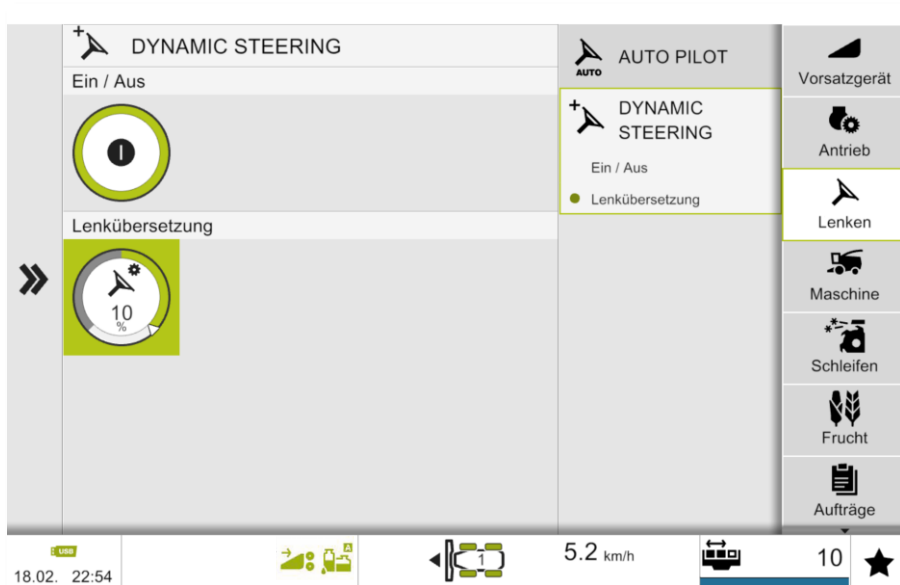 DYNAMIC STEERING
Ein / Aus
Lenkübersetzung
10
%
AUTO
AUTO PILOT
DYNAMIC
STEERING
Ein / Aus
Lenkübersetzung
Vorsatzgerät
Antrieb
Lenken
Maschine
Schleifen
Frucht
Aufträge
USB
18.02. 22:54
A
1
5.2 km/h
10